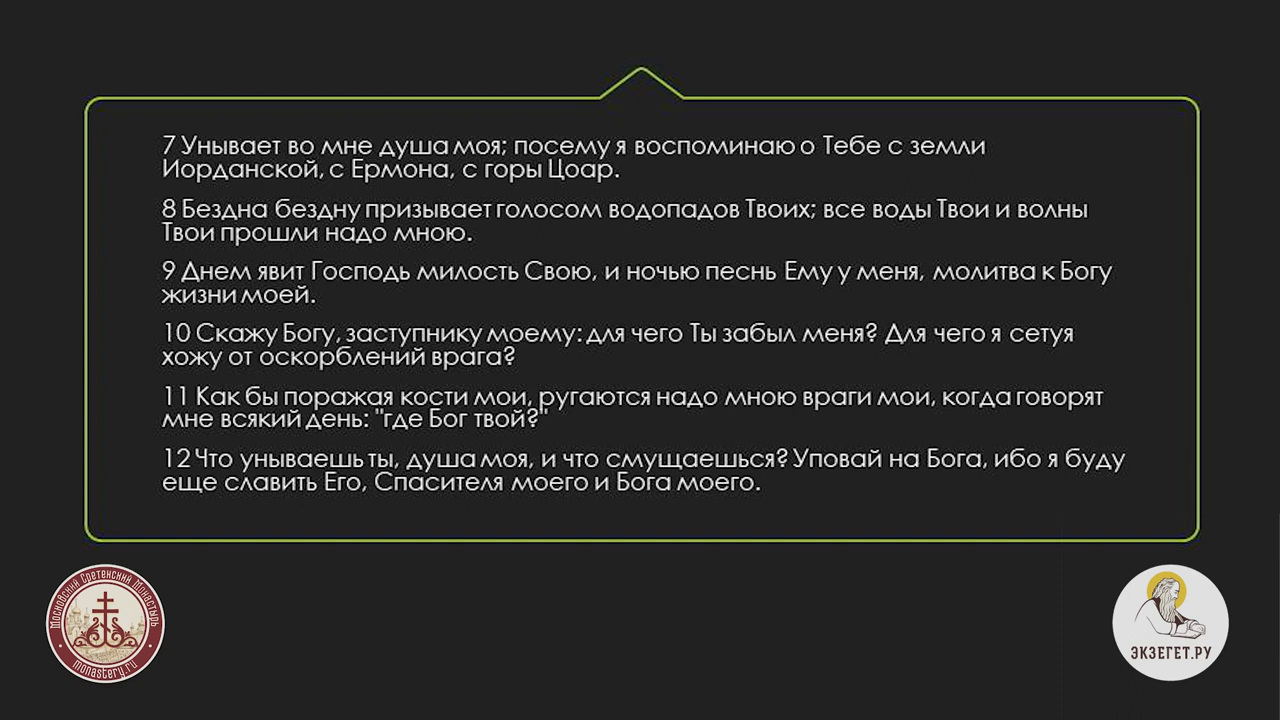 7 Унывает во мне душа моя; посему я воспоминаю о Тебе с земли
Иорданской, с Ермона, с горы Цоар.
8 Бездна бездну призывает голосом водопадов Твоих; все воды Твои и волны
Твои прошли надо мною.
9 Днем явит Господь милость Свою, и ночью песнь Ему у меня, молитва к Богу
жизни моей.
10 Скажу Богу, заступнику моему: для чего Ты забыл меня? Для чего я сетуя
хожу от оскорблений врага?
11 Как бы поражая кости мои, ругаются надо мною враги мои, когда говорят
мне всякий день: "где Бог твой?"
12 Что унываешь ты, душа моя, и что смущаешься? Уповай на Бога, ибо я буду
еще славить Его, Спасителя моего и Бога моего.
Московский Сретенский Монастырь
monastery.ru
ЭКЗЕГЕТ.РУ